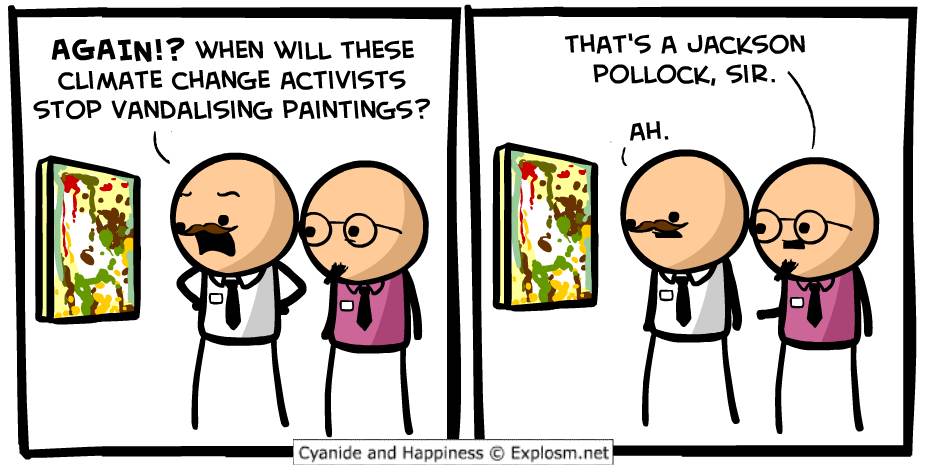 AGAIN!? WHEN WILL THESE
CLIMATE CHANGE ACTIVISTS
STOP VANDALISING PAINTINGS?
THAT'S A JACKSON
POLLOCK, SIR.
AH.
Cyanide and Happiness © Explosm.net